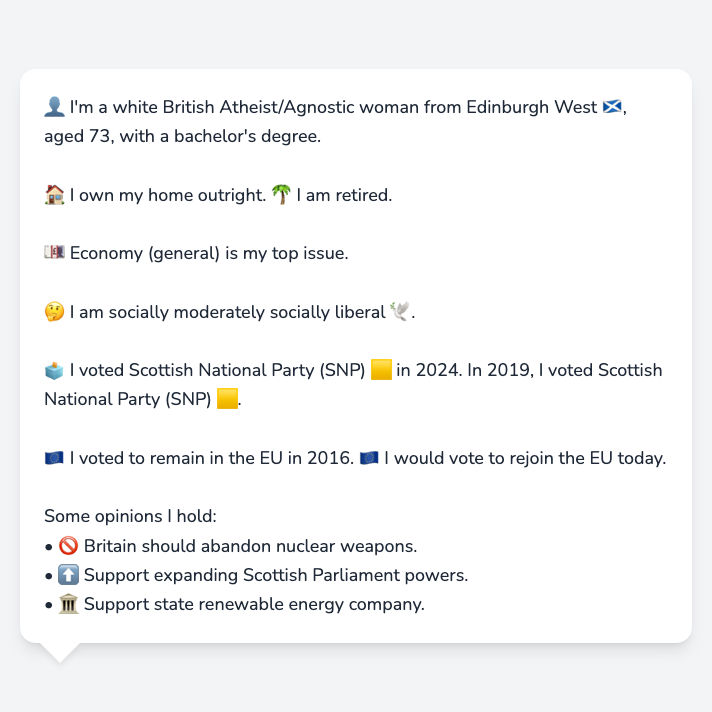 👤 I'm a white British Atheist/Agnostic woman from Edinburgh West 🏴󠁧󠁢󠁳󠁣󠁴󠁿,
aged 73, with a bachelor's degree.
🏠 I own my home outright. 🌴 I am retired.
💷 Economy (general) is my top issue.
🤔 I am socially moderately socially liberal 🕊️.
🗳️ I voted Scottish National Party (SNP) 🟨 in 2024. In 2019, I voted Scottish
National Party (SNP) 🟨.
🇪🇺 I voted to remain in the EU in 2016. 🇪🇺 I would vote to rejoin the EU today.
Some opinions I hold:
• 🚫 Britain should abandon nuclear weapons.
• ⬆️ Support expanding Scottish Parliament powers.
• 🏛️ Support state renewable energy company.